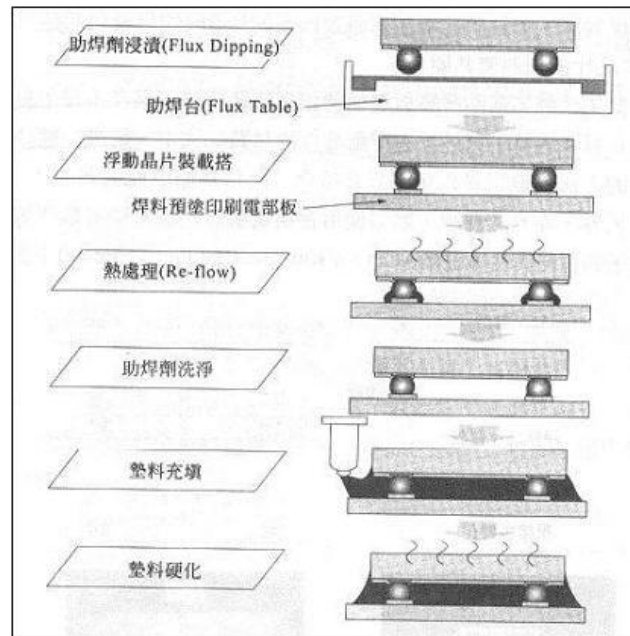 助焊劑浸漬(Flux Dipping)
助焊台(Flux Table)
浮動晶片裝載搭
焊料預塗印刷電部板
熱處理(Re-flow)
助焊劑洗淨
墊料充填
墊料硬化